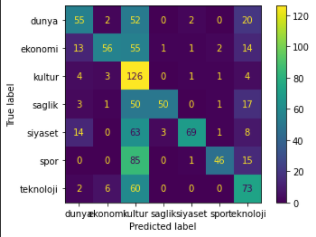 dunya 55 2 52 0 2 0 20
ekonomi 13 56 55 1 1 2 14
kultur 4 3 126 0 1 1 4
saglik 3 1 50 50 0 1 17
siyaset 14 0 63 3 69 1 8
spor 0 0 85 0 1 46 15
teknoloji 2 6 60 0 0 0 73
dunya ekonomi kultur saglik siyaset spor teknoloji
Predicted label
True label
120
100
80
60
40
20
0